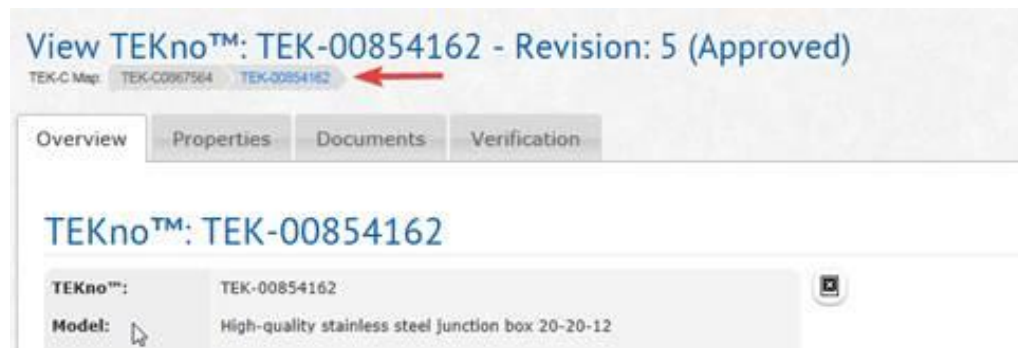 View TEKno™: TEK-00854162 - Revision: 5 (Approved)
TEK-C Map: TEK-C0967564 TEK-00854162
Overview Properties Documents Verification
TEKno™: TEK-00854162
TEKno™: TEK-00854162
Model: High-quality stainless steel junction box 20-20-12